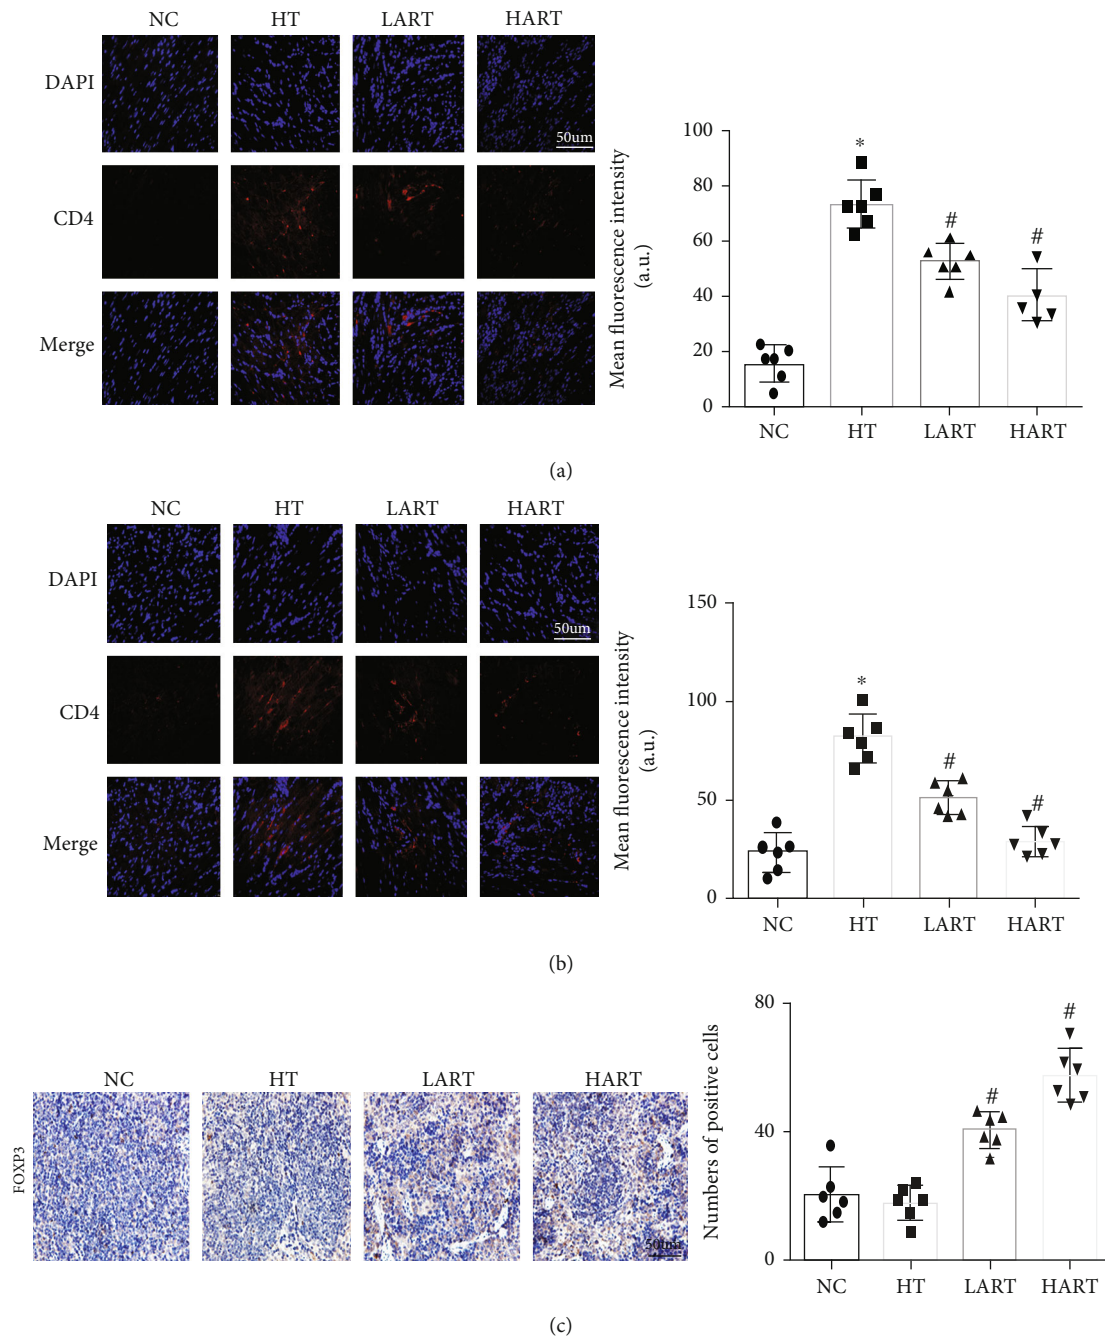 NC HT LART HART
DAPI
50um
CD4
Merge
Mean fluorescence intensity
(a.u.)
100
80
60
40
20
0
*
#
#
NC HT LART HART
(a)
NC HT LART HART
DAPI
50um
CD4
Merge
Mean fluorescence intensity
(a.u.)
150
100
50
0
*
#
#
NC HT LART HART
(b)
NC HT LART HART
FOXP3
50um
Numbers of positive cells
80
40
0
#
#
NC HT LART HART
(c)